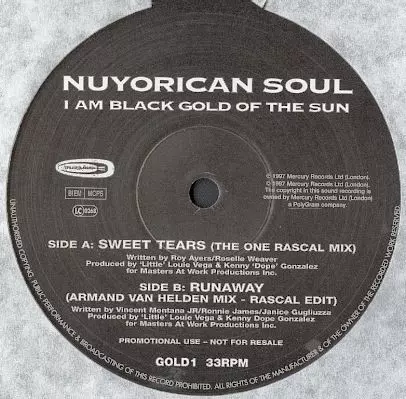 NUYORICAN SOUL
I AM BLACK GOLD OF THE SUN
℗ 1997 Mercury Records Ltd (London).
© 1997 Mercury Records Ltd (London).
The copyright in this sound recording is
owned by Mercury Records Ltd (London)
a PolyGram company.
BIEM MCPS
LC 0268
SIDE A: SWEET TEARS (THE ONE RASCAL MIX)
Written by Roy Ayers/Roselle Weaver
Produced by 'Little' Louie Vega & Kenny 'Dope' Gonzalez
for Masters At Work Productions Inc.
SIDE B: RUNAWAY
(ARMAND VAN HELDEN MIX - RASCAL EDIT)
Written by Vincent Montana JR/Ronnie James/Janice Gugliuzza
Produced by 'Little' Louie Vega & Kenny 'Dope' Gonzalez
for Masters At Work Productions Inc.
PROMOTIONAL USE - NOT FOR RESALE
GOLD1 33RPM
UNAUTHORISED COPYING, PUBLIC PERFORMANCE & BROADCASTING OF THIS RECORD PROHIBITED. ALL RIGHTS OF THE MANUFACTURER & OF THE OWNER OF THE RECORDED WORK RESERVED